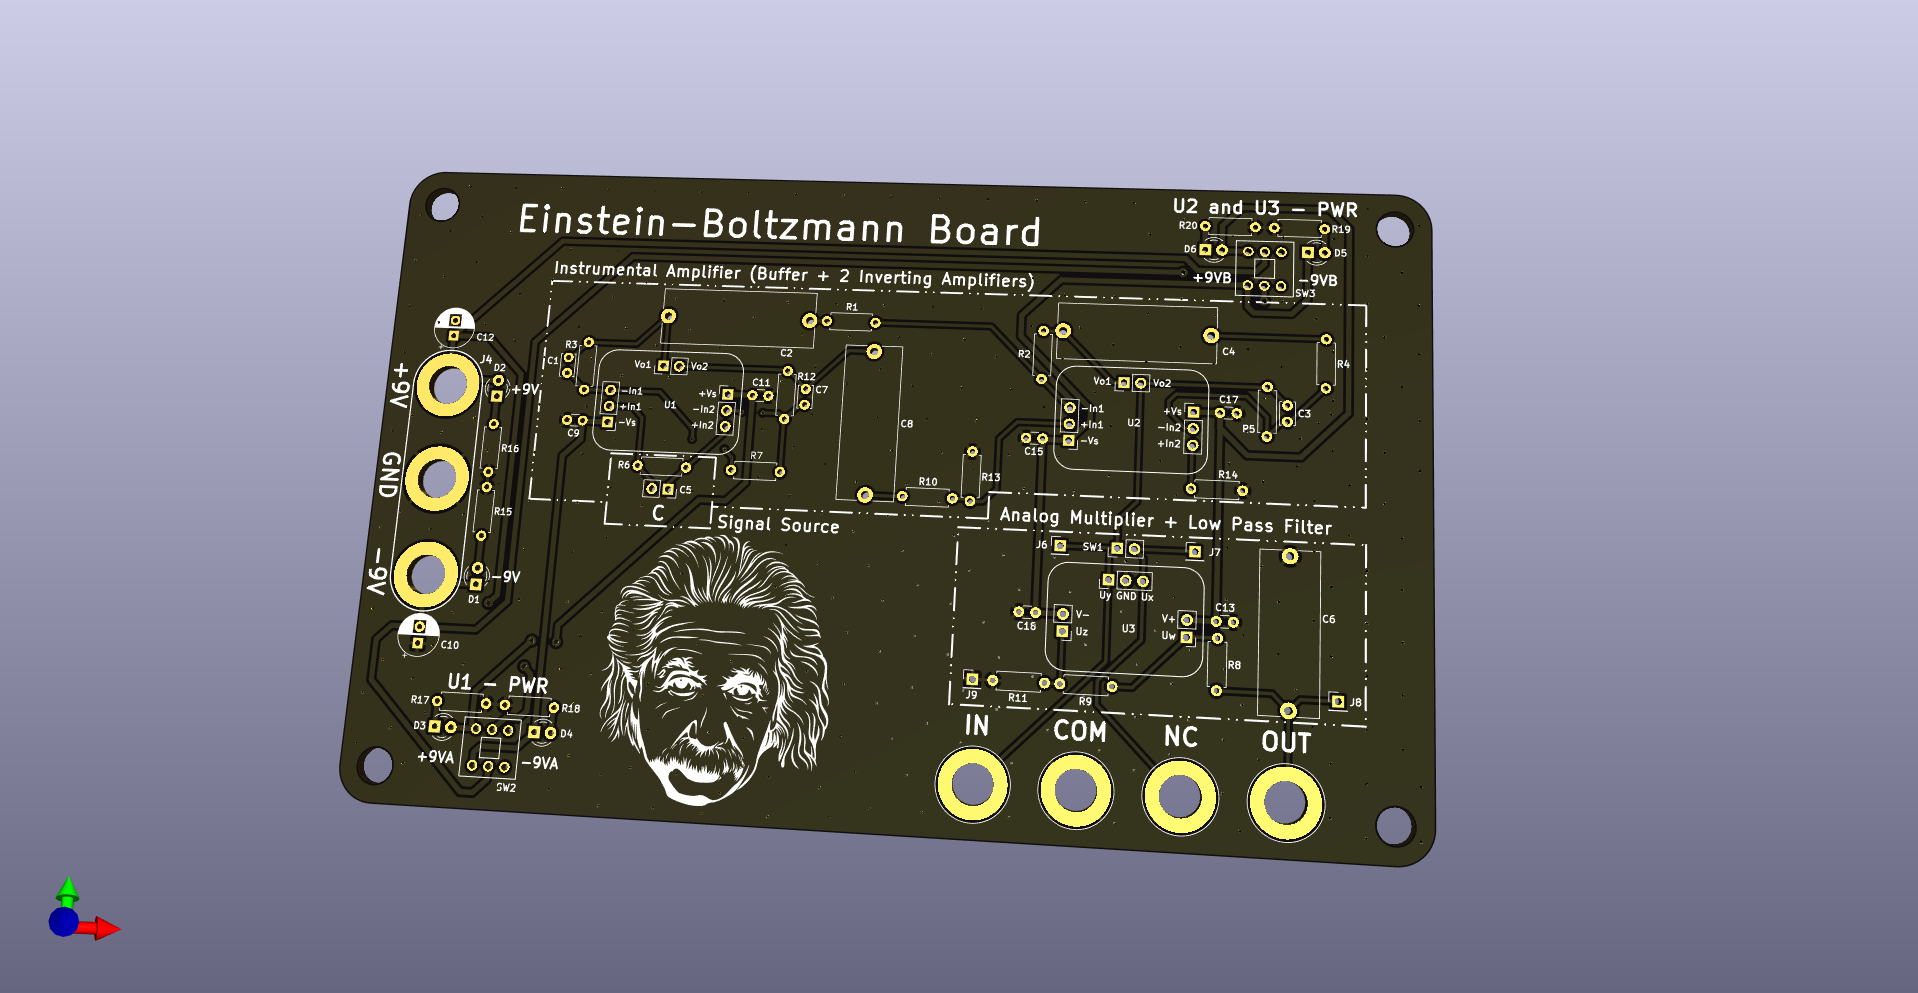 Einstein-Boltzmann Board
U2 and U3 - PWR
R20
R19
D6
D5
+9VB
-9VB
SW3
Instrumental Amplifier (Buffer + 2 Inverting Amplifiers)
R1
C2
C12
J4
+9V
D2
+9V
R16
GND
R15
-9V
-9V
D1
C10
R3
C1
Vo1
Vo2
-In1
+In1
-Vs
U1
+Vs
-In2
+In2
C9
C11
R12
C7
R6
R7
C5
C
C8
R10
R13
R2
C4
R4
Vo1
Vo2
-In1
+In1
-Vs
U2
+Vs
-In2
+In2
C15
C17
P5
C3
R14
Signal Source
Analog Multiplier + Low Pass Filter
J6
SW1
J7
Uy
GND
Ux
C16
V-
Uz
U3
V+
Uw
C13
C6
R8
J9
R11
R9
J8
U1 - PWR
R17
R18
D3
D4
+9VA
-9VA
SW2
IN
COM
NC
OUT